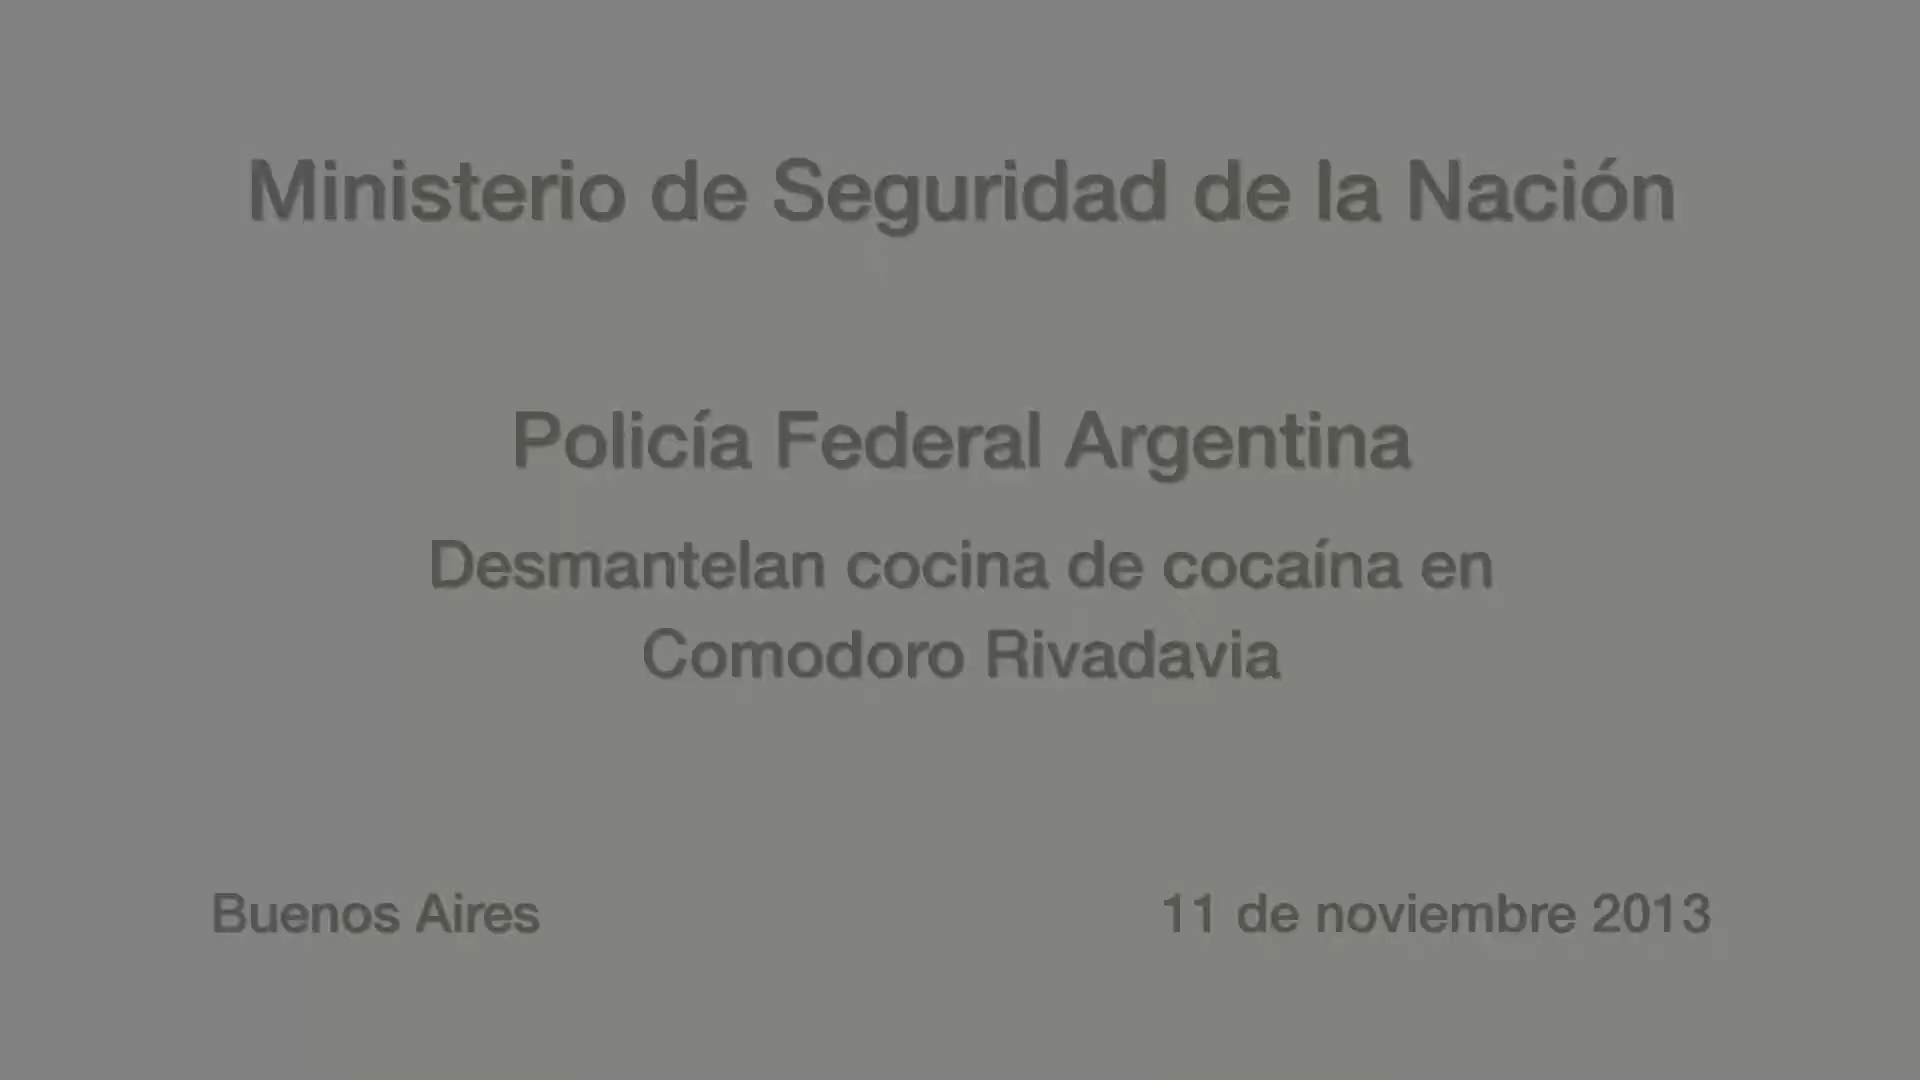 Ministerio de Seguridad de la Nación
Policía Federal Argentina
Desmantelan cocina de cocaína en
Comodoro Rivadavia
Buenos Aires
11 de noviembre 2013